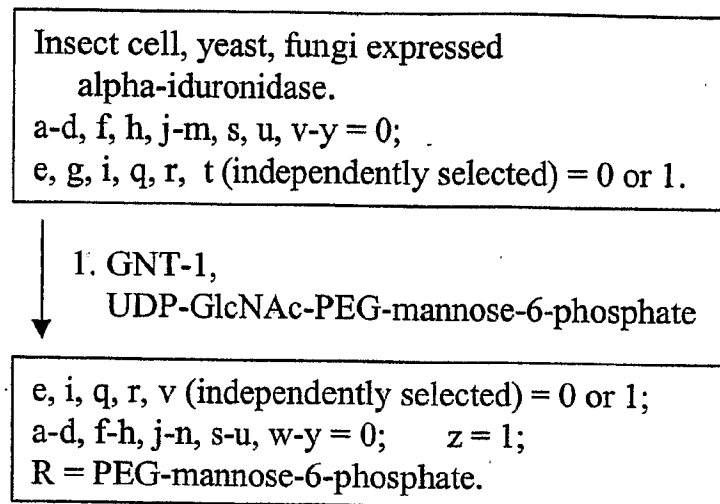 Insect cell, yeast, fungi expressed
alpha-iduronidase.
a-d, f, h, j-m, s, u, v-y = 0;
e, g, i, q, r, t (independently selected) = 0 or 1.
1. GNT-1,
UDP-GlcNAc-PEG-mannose-6-phosphate
e, i, q, r, v (independently selected) = 0 or 1;
a-d, f-h, j-n, s-u, w-y = 0; z = 1;
R = PEG-mannose-6-phosphate.